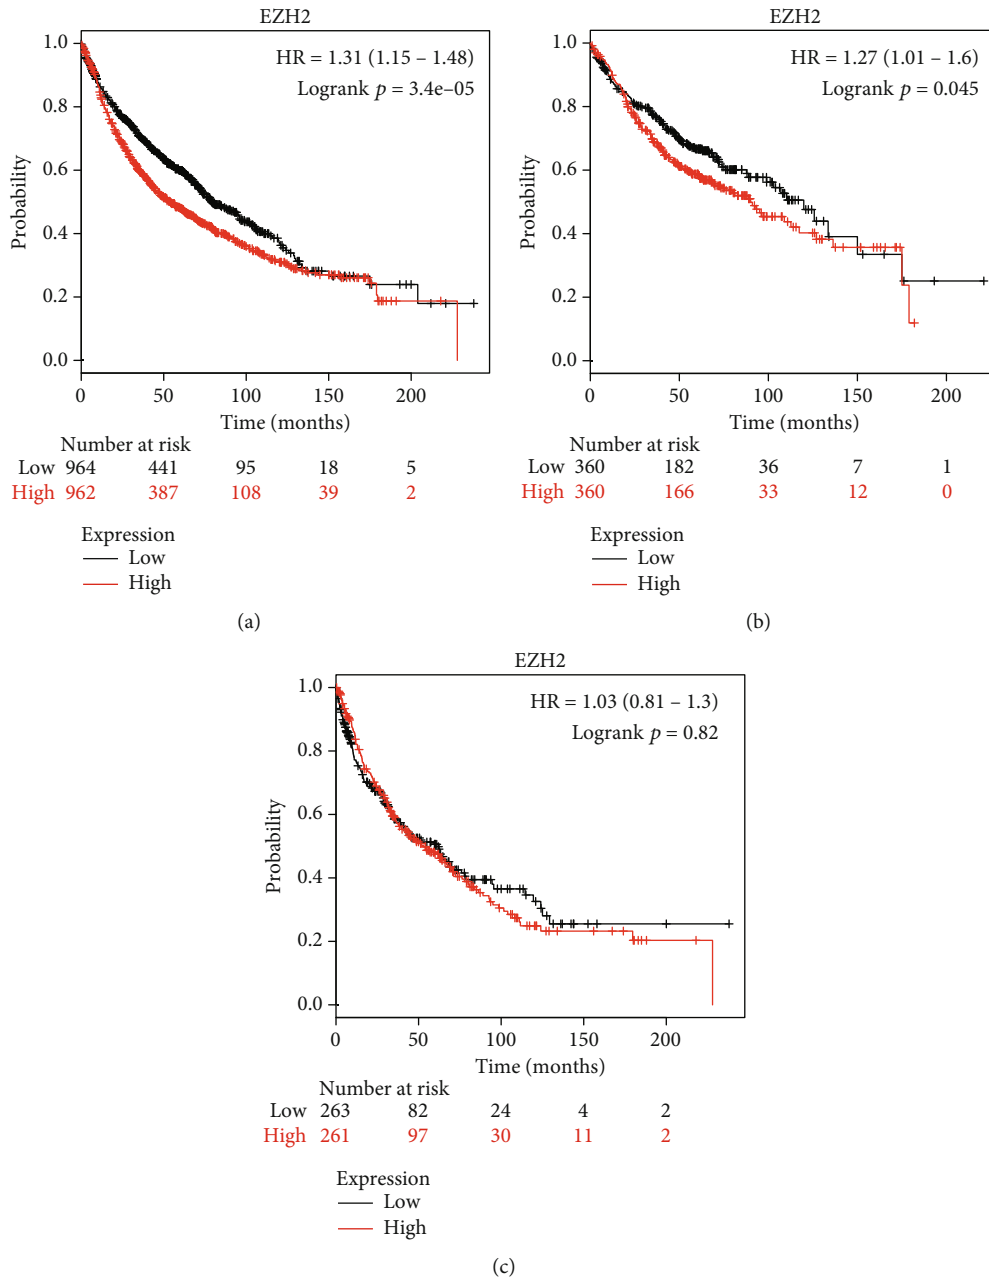 EZH2
HR = 1.31 (1.15 – 1.48)
Logrank p = 3.4e–05
1.0
0.8
0.6
0.4
0.2
0.0
Probability
0 50 100 150 200
Time (months)
Number at risk
Low 964 441 95 18 5
High 962 387 108 39 2
Expression
Low
High
(a)
EZH2
HR = 1.27 (1.01 – 1.6)
Logrank p = 0.045
1.0
0.8
0.6
0.4
0.2
0.0
Probability
0 50 100 150 200
Time (months)
Number at risk
Low 360 182 36 7 1
High 360 166 33 12 0
Expression
Low
High
(b)
EZH2
HR = 1.03 (0.81 – 1.3)
Logrank p = 0.82
1.0
0.8
0.6
0.4
0.2
0.0
Probability
0 50 100 150 200
Time (months)
Number at risk
Low 263 82 24 4 2
High 261 97 30 11 2
Expression
Low
High
(c)